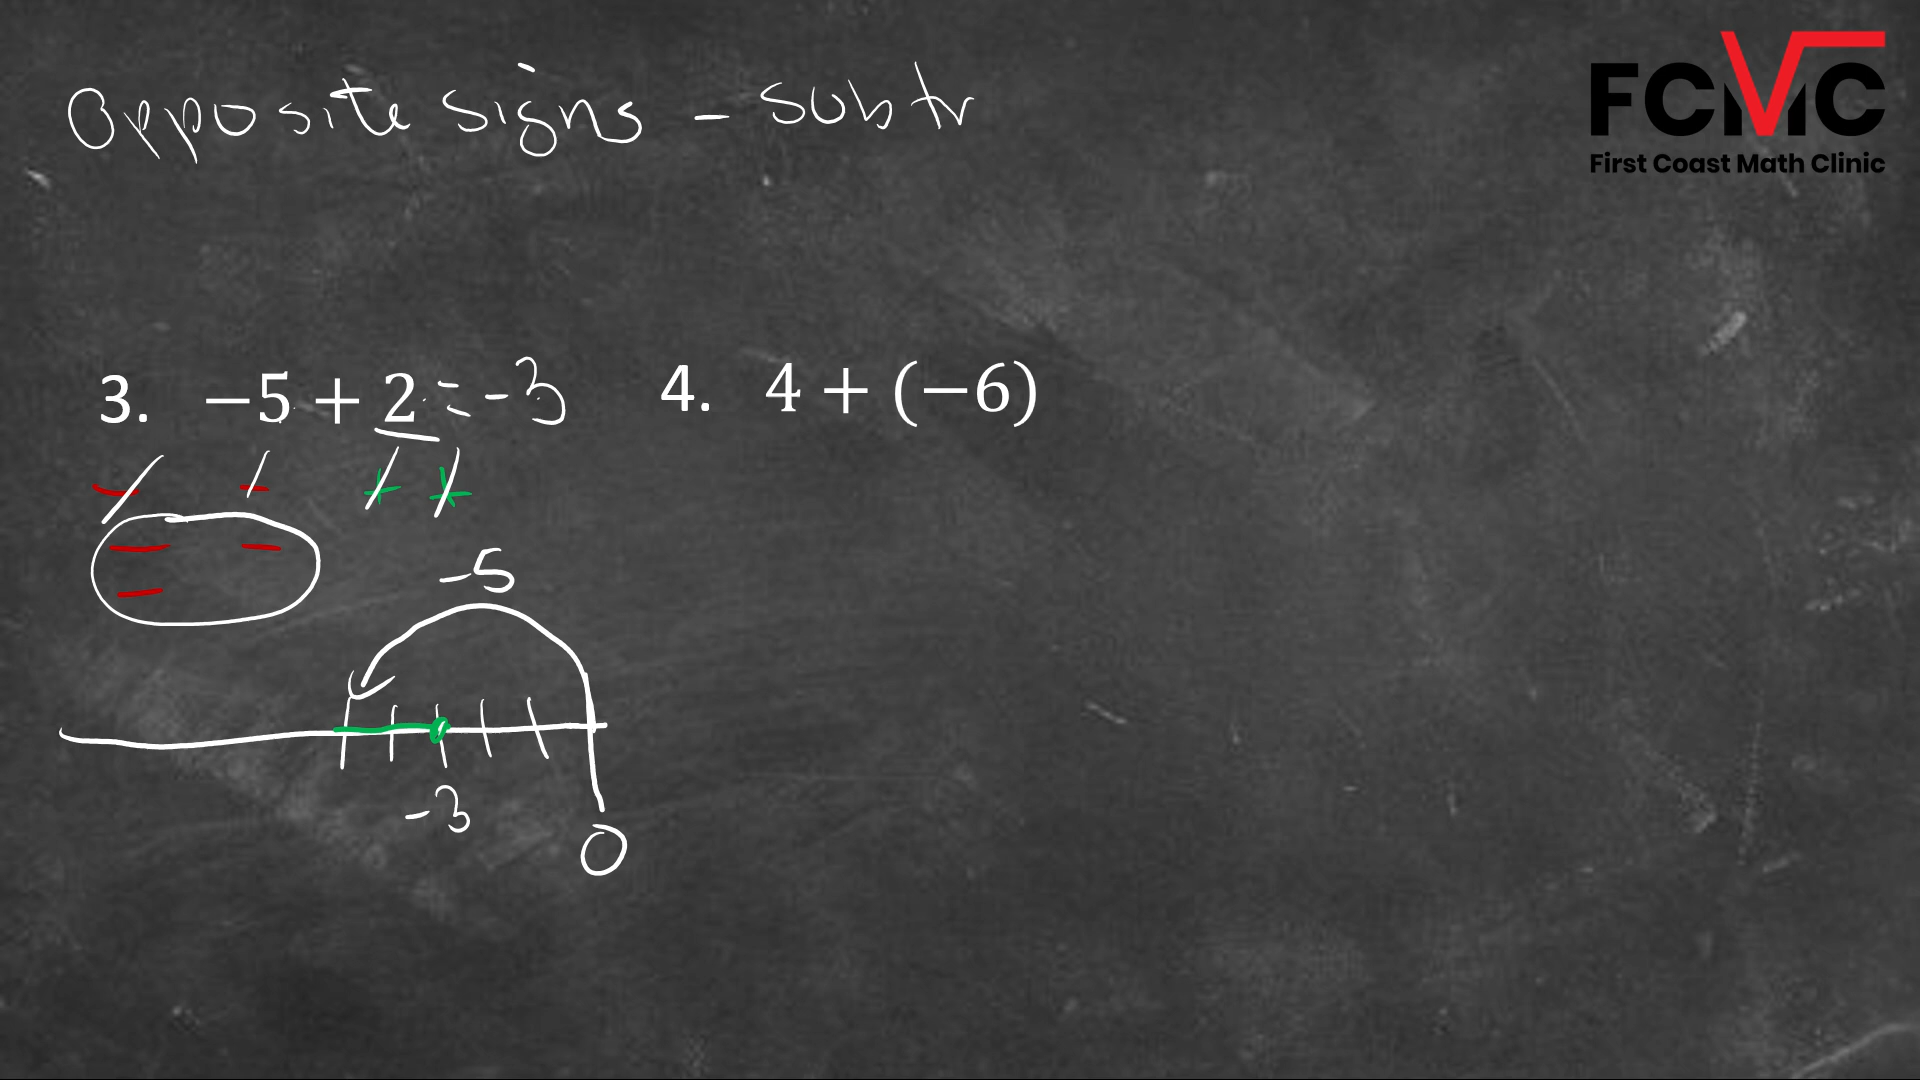 Opposite signs - subtr
FCMC
First Coast Math Clinic
3. −5 + 2 = -3
4. 4 + (−6)
- - + +
- -
-
-5
-3
0